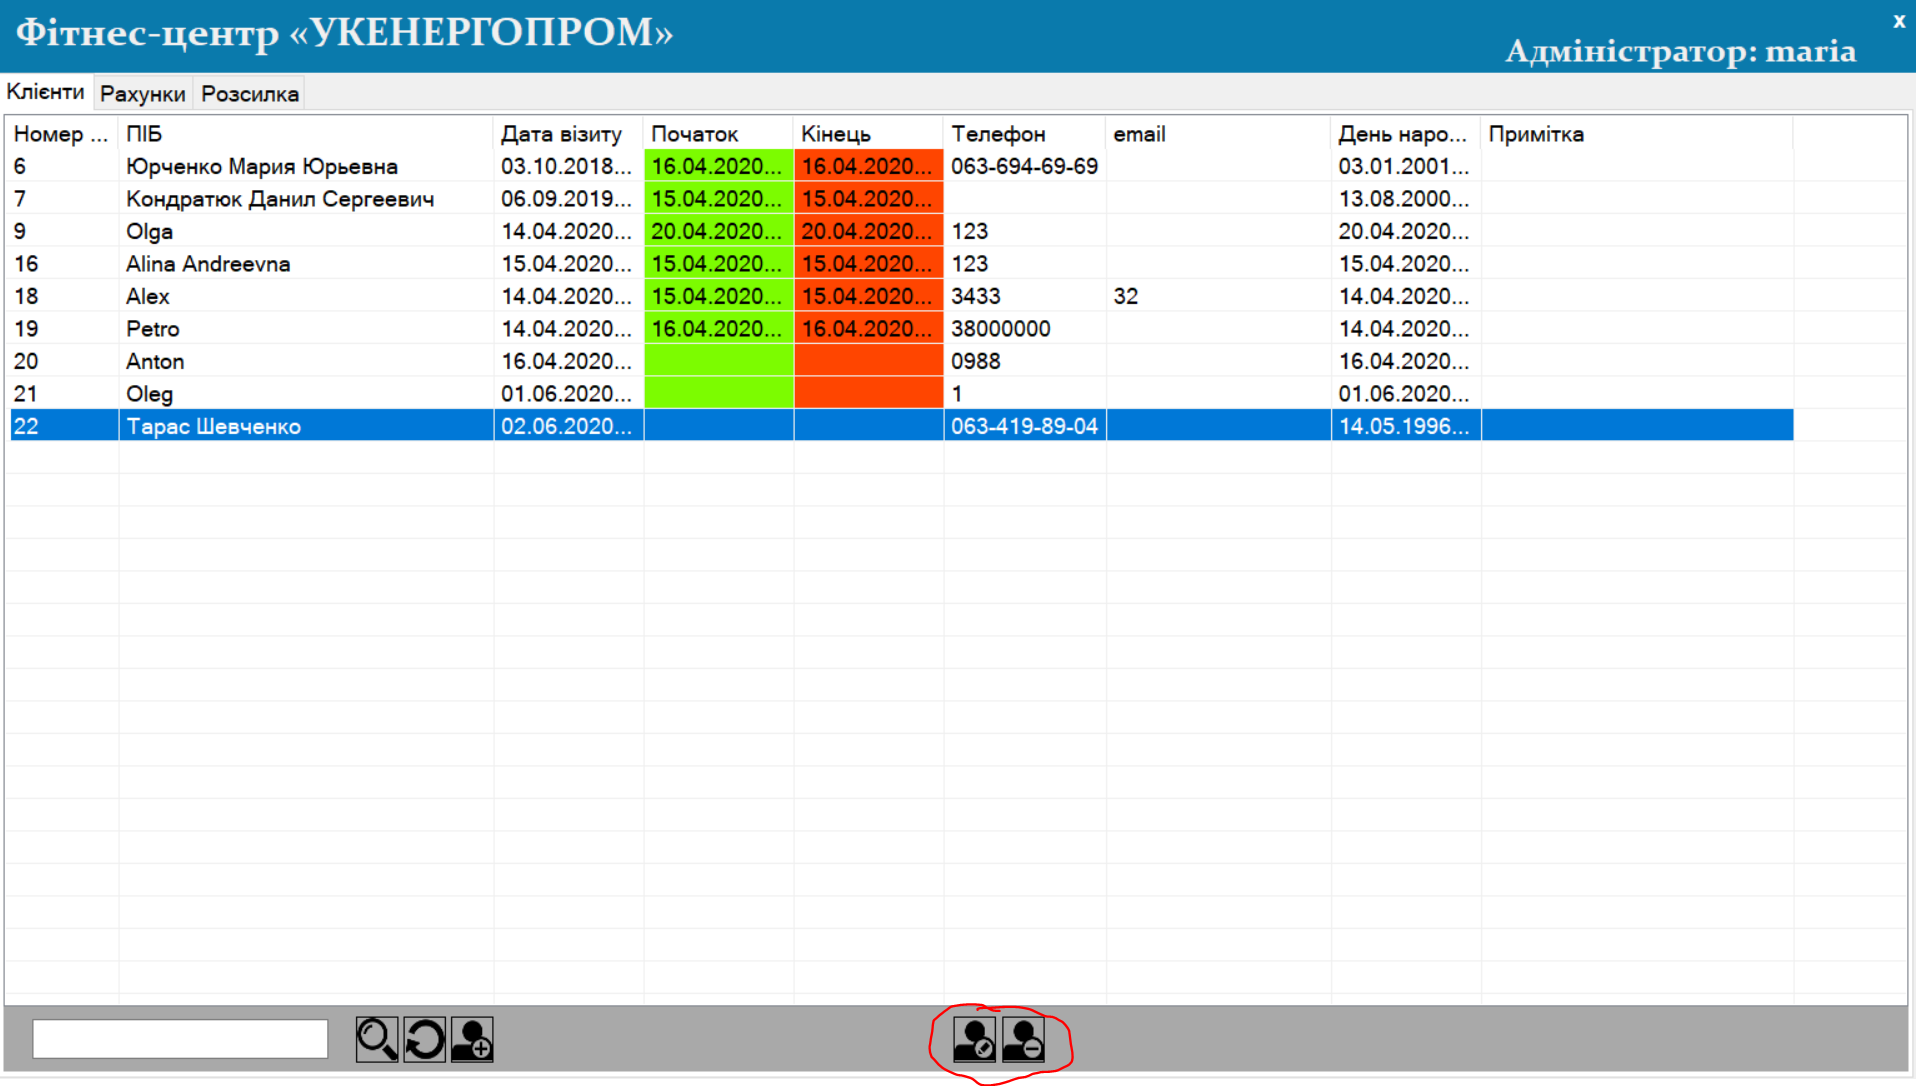 Фітнес-центр «УКЕНЕРГОПРОМ»
x
Адміністратор: maria
Клієнти Рахунки Розсилка
Номер ... ПІБ Дата візиту Початок Кінець Телефон email День наро... Примітка
6 Юрченко Мария Юрьевна 03.10.2018... 16.04.2020... 16.04.2020... 063-694-69-69 03.01.2001...
7 Кондратюк Данил Сергеевич 06.09.2019... 15.04.2020... 15.04.2020... 13.08.2000...
9 Olga 14.04.2020... 20.04.2020... 20.04.2020... 123 20.04.2020...
16 Alina Andreevna 15.04.2020... 15.04.2020... 15.04.2020... 123 15.04.2020...
18 Alex 14.04.2020... 15.04.2020... 15.04.2020... 3433 32 14.04.2020...
19 Petro 14.04.2020... 16.04.2020... 16.04.2020... 38000000 14.04.2020...
20 Anton 16.04.2020... 0988 16.04.2020...
21 Oleg 01.06.2020... 1 01.06.2020...
22 Тарас Шевченко 02.06.2020... 063-419-89-04 14.05.1996...